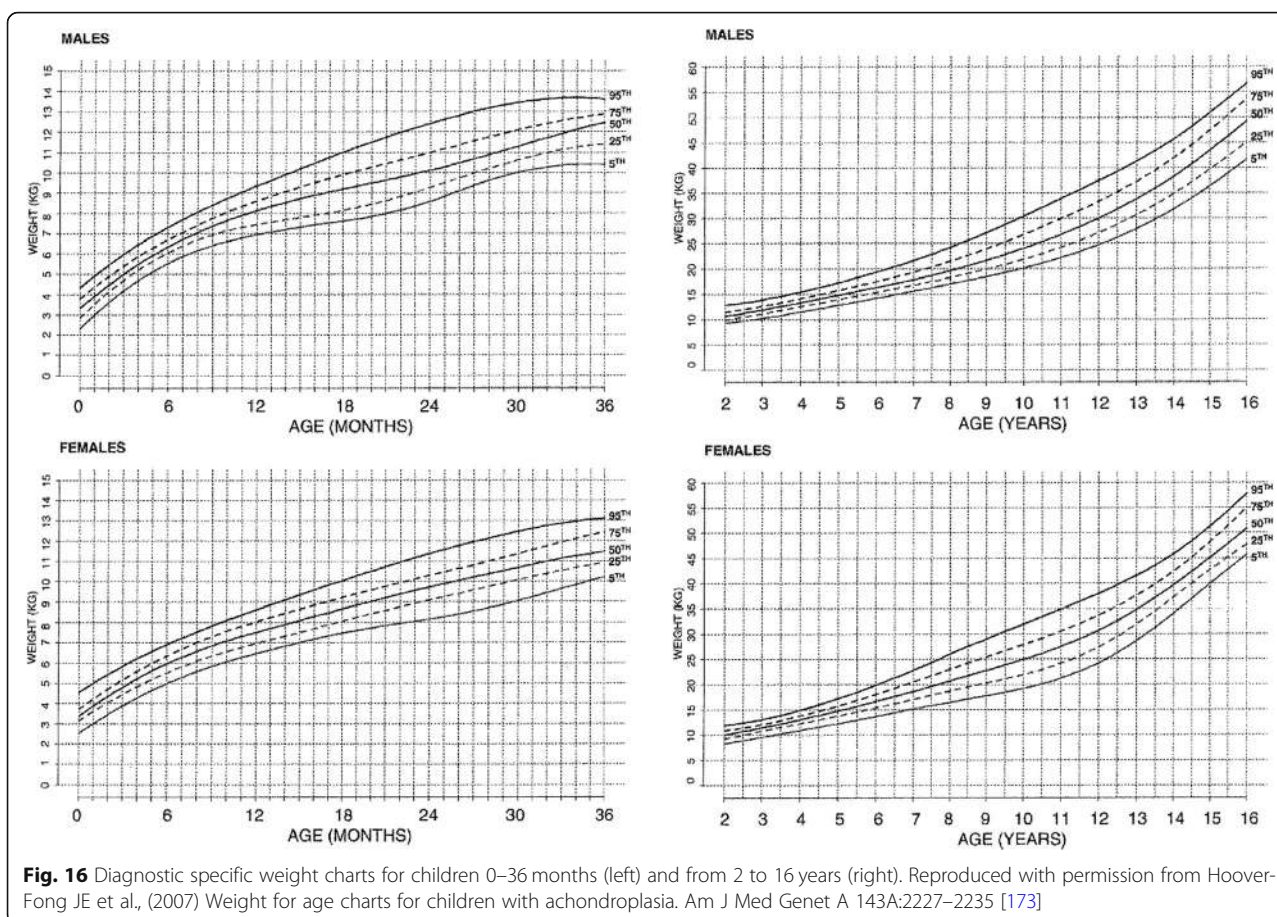 MALES
WEIGHT (KG)
15
14
13
12
11
10
9
8
7
6
5
4
3
2
1
0
95TH
75TH
50TH
25TH
5TH
0 6 12 18 24 30 36
AGE (MONTHS)
MALES
WEIGHT (KG)
60
55
50
45
40
35
30
25
20
15
10
5
0
95TH
75TH
50TH
25TH
5TH
2 3 4 5 6 7 8 9 10 11 12 13 14 15 16
AGE (YEARS)
FEMALES
WEIGHT (KG)
15
14
13
12
11
10
9
8
7
6
5
4
3
2
1
0
95TH
75TH
50TH
25TH
5TH
0 6 12 18 24 30 36
AGE (MONTHS)
FEMALES
WEIGHT (KG)
60
55
50
45
40
35
30
25
20
15
10
5
0
95TH
75TH
50TH
25TH
5TH
2 3 4 5 6 7 8 9 10 11 12 13 14 15 16
AGE (YEARS)
Fig. 16 Diagnostic specific weight charts for children 0–36 months (left) and from 2 to 16 years (right). Reproduced with permission from Hoover-
Fong JE et al., (2007) Weight for age charts for children with achondroplasia. Am J Med Genet A 143A:2227–2235 [173]